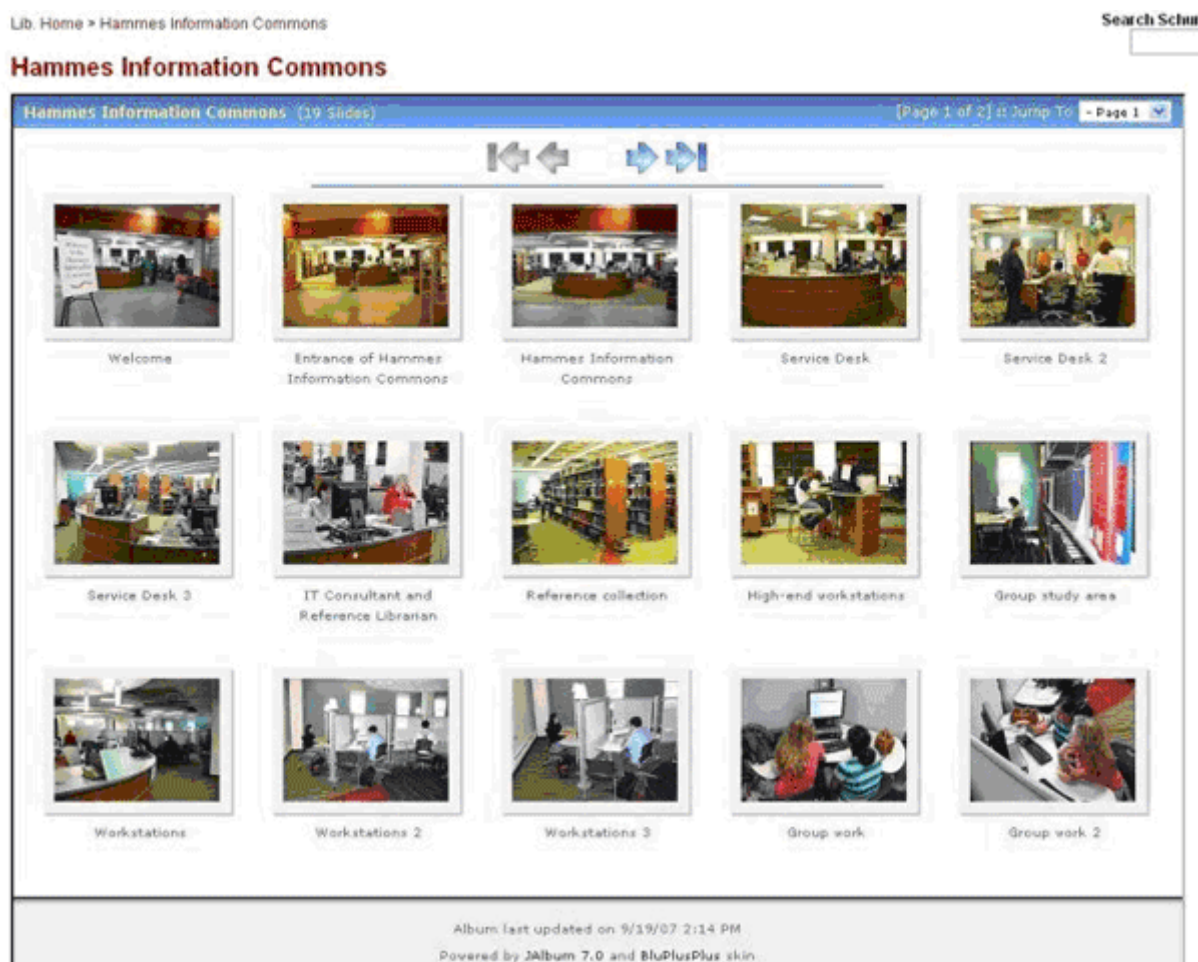 Lib. Home > Hammes Information Commons
Search Schur
Hammes Information Commons
Hammes Information Commons (19 Slides)
[Page 1 of 2] :: Jump To - Page 1
Welcome
Entrance of Hammes
Information Commons
Hammes Information
Commons
Service Desk
Service Desk 2
Service Desk 3
IT Consultant and
Reference Librarian
Reference collection
High-end workstations
Group study area
Workstations
Workstations 2
Workstations 3
Group work
Group work 2
Album last updated on 9/19/07 2:14 PM
Powered by JAlbum 7.0 and BluPlusPlus skin